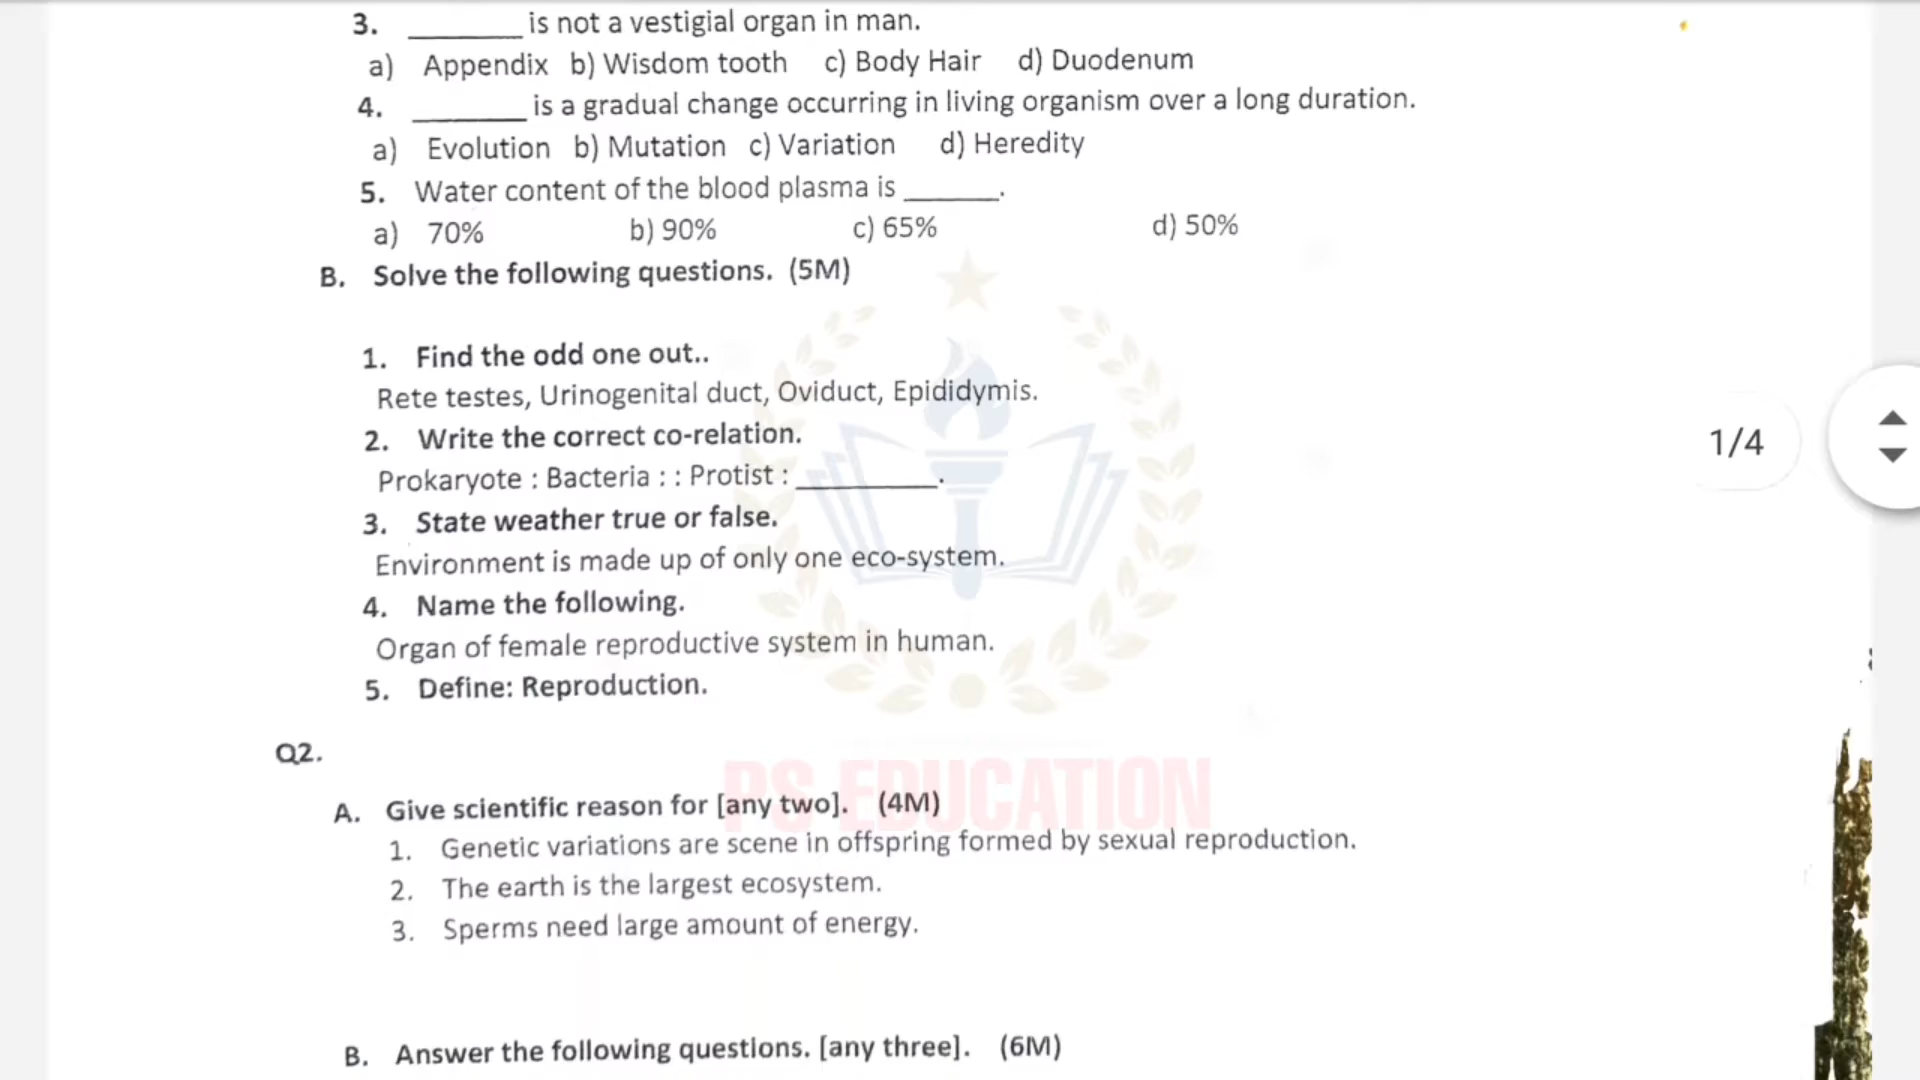 3. ________ is not a vestigial organ in man.
a) Appendix b) Wisdom tooth c) Body Hair d) Duodenum
4. ________ is a gradual change occurring in living organism over a long duration.
a) Evolution b) Mutation c) Variation d) Heredity
5. Water content of the blood plasma is _______.
a) 70% b) 90% c) 65% d) 50%
B. Solve the following questions. (5M)
1. Find the odd one out..
Rete testes, Urinogenital duct, Oviduct, Epididymis.
2. Write the correct co-relation.
Prokaryote : Bacteria : : Protist : __________.
3. State weather true or false.
Environment is made up of only one eco-system.
4. Name the following.
Organ of female reproductive system in human.
5. Define: Reproduction.
Q2.
PS EDUCATION
A. Give scientific reason for [any two]. (4M)
1. Genetic variations are scene in offspring formed by sexual reproduction.
2. The earth is the largest ecosystem.
3. Sperms need large amount of energy.
B. Answer the following questions. [any three]. (6M)
1/4